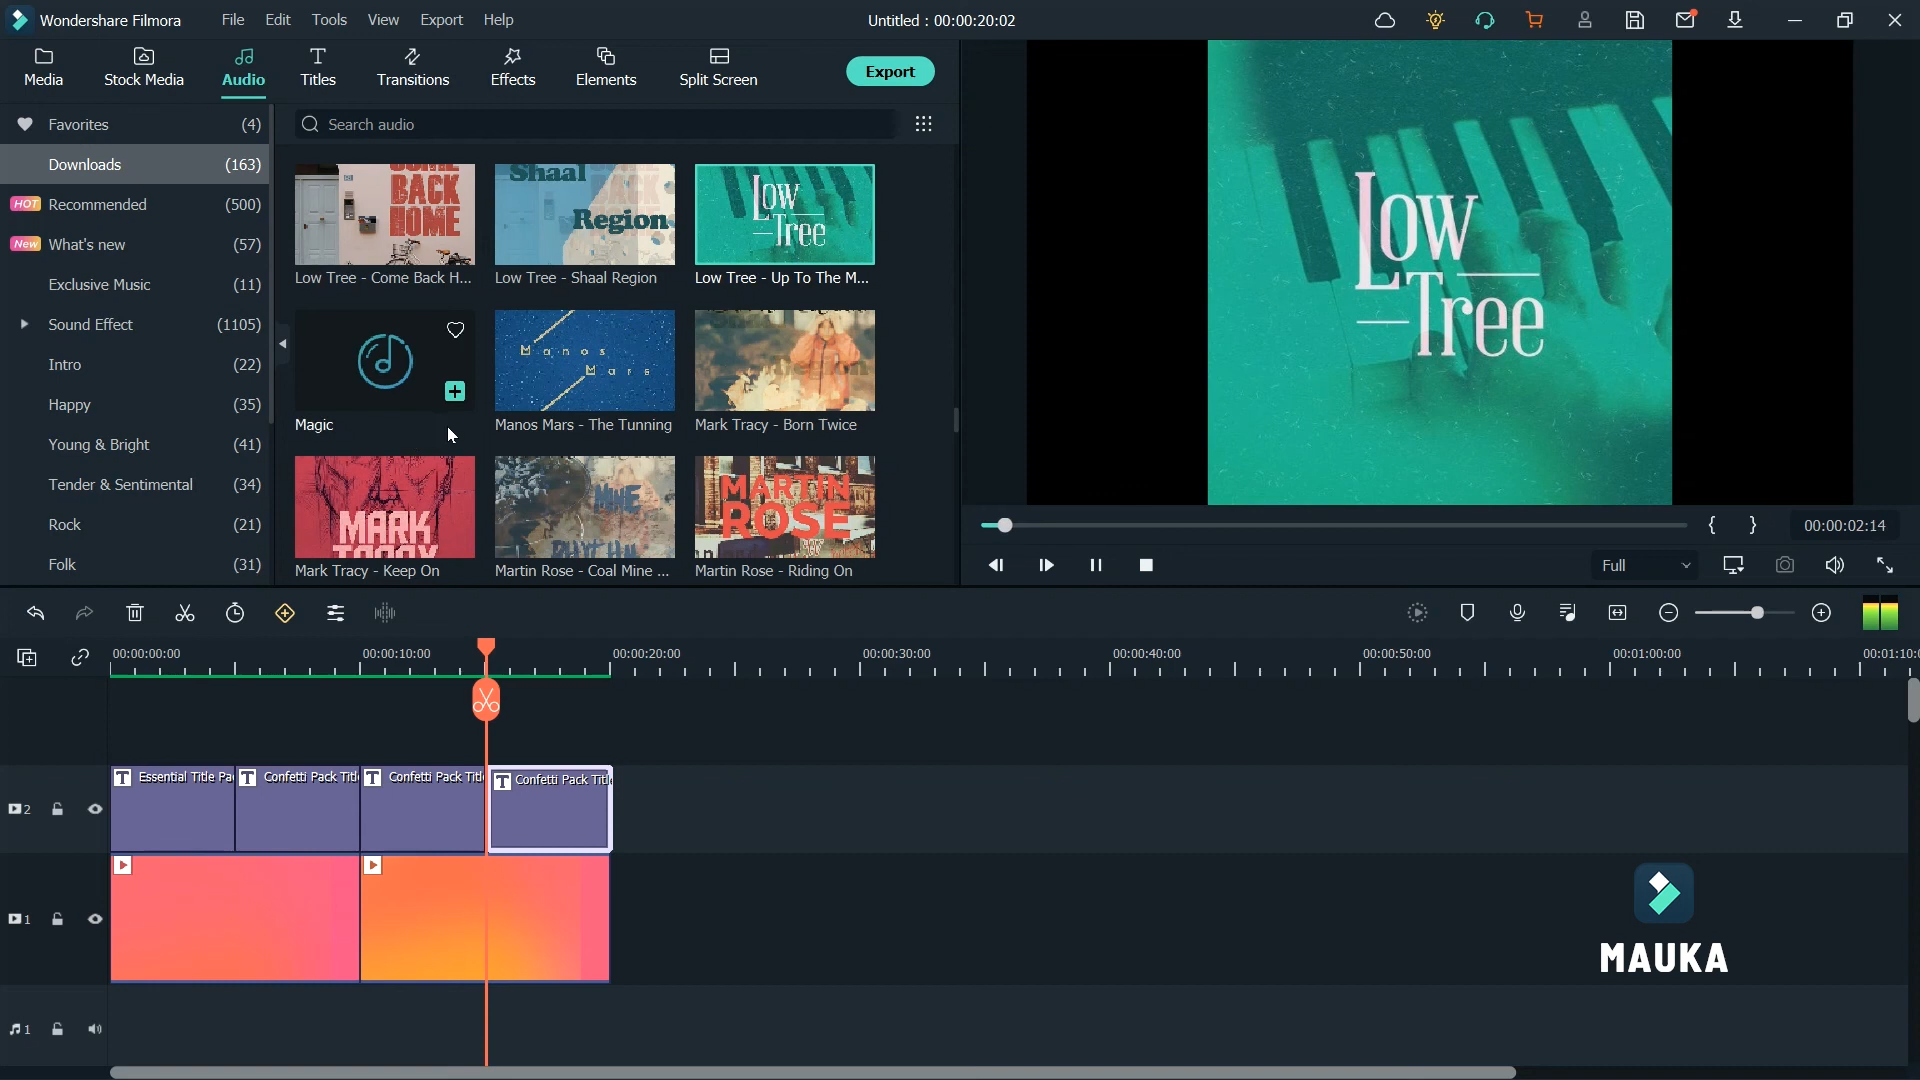 Wondershare Filmora
File Edit Tools View Export Help
Untitled : 00:00:20:02
Media Stock Media Audio Titles Transitions Effects Elements Split Screen
Export
Favorites (4)
Downloads (163)
HOT Recommended (500)
New What's new (57)
Exclusive Music (11)
Sound Effect (1105)
Intro (22)
Happy (35)
Young & Bright (41)
Tender & Sentimental (34)
Rock (21)
Folk (31)
Search audio
BACK
HOME
Shaal
Region
Low
Tree
Low Tree - Come Back H... Low Tree - Shaal Region Low Tree - Up To The M...
Manos
Mars
Magic Manos Mars - The Tunning Mark Tracy - Born Twice
MARK
TRACY
MINE
RHYTHM
MARTIN
ROSE
Mark Tracy - Keep On Martin Rose - Coal Mine ... Martin Rose - Riding On
Low
Tree
{ } 00:00:02:14
Full
00:00:00:00 00:00:10:00 00:00:20:00 00:00:30:00 00:00:40:00 00:00:50:00 00:01:00:00 00:01:10:0
2
T Essential Title Pa T Confetti Pack Titl T Confetti Pack Titl T Confetti Pack Titl
1
1
MAUKA